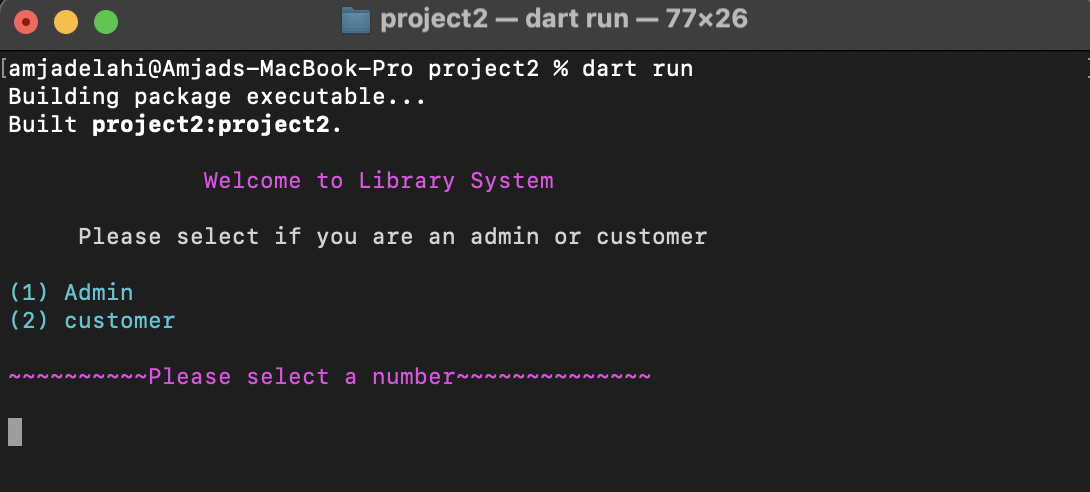 project2 — dart run — 77×26
[amjadelahi@Amjads-MacBook-Pro project2 % dart run ]
Building package executable...
Built project2:project2.
Welcome to Library System
Please select if you are an admin or customer
(1) Admin
(2) customer
~~~~~~~~~~Please select a number~~~~~~~~~~~~~~